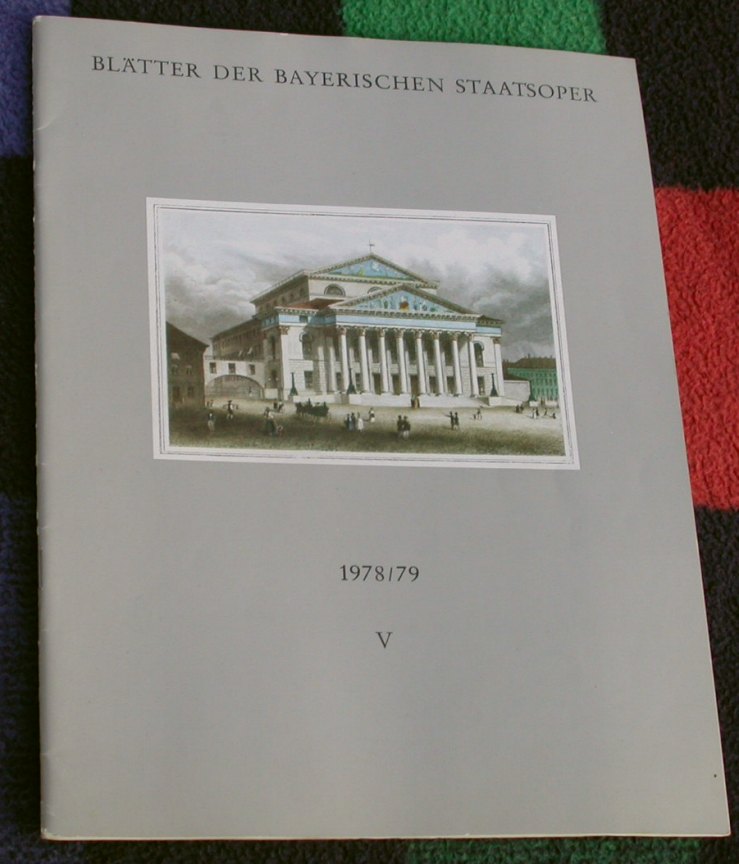 BLÄTTER DER BAYERISCHEN STAATSOPER
1978/79
V